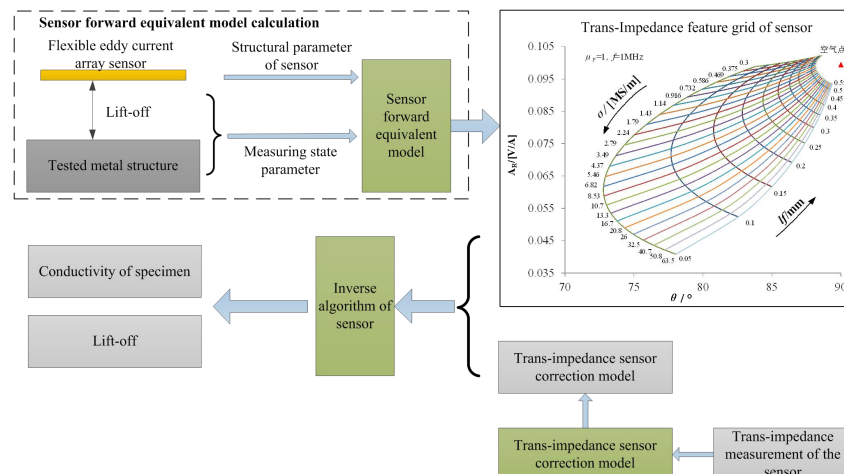 Sensor forward equivalent model calculation
Flexible eddy current
array sensor
Lift-off
Tested metal structure
Structural parameter
of sensor
Measuring state
parameter
Sensor
forward
equivalent
model
Trans-Impedance feature grid of sensor
μr=1, f=1MHz
空气点
A_R/[V/A]
0.105
0.095
0.085
0.075
0.065
0.055
0.045
0.035
70
75
80
85
90
θ / °
σ / [MS/m]
0.3
0.375
0.469
0.586
0.732
0.916
1.14
1.43
1.79
2.24
2.79
3.49
4.37
5.46
6.82
8.53
10.7
13.3
16.7
20.8
26
32.5
40.7
50.8
63.5
0.05
0.1
0.15
0.2
0.25
0.3
0.35
0.4
0.45
0.5
lf/mm
Conductivity of specimen
Lift-off
Inverse
algorithm of
sensor
Trans-impedance sensor
correction model
Trans-impedance sensor
correction model
Trans-impedance
measurement of the
sensor